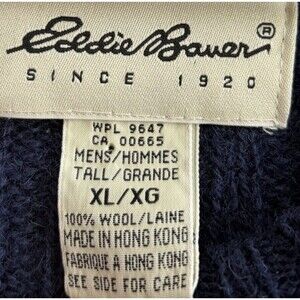 Eddie Bauer®
SINCE 1920
WPL 9647
CA 00665
MENS/HOMMES
TALL/GRANDE
XL/XG
100% WOOL/LAINE
MADE IN HONG KONG
FABRIQUE A HONG KONG
SEE SIDE FOR CARE